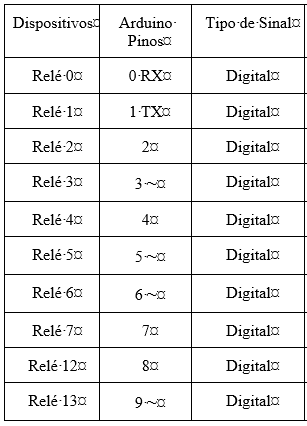 Dispositivos¤ Arduino·Pinos¤ Tipo·de·Sinal¤
Relé·0¤ 0·RX¤ Digital¤
Relé·1¤ 1·TX¤ Digital¤
Relé·2¤ 2¤ Digital¤
Relé·3¤ 3·~¤ Digital¤
Relé·4¤ 4¤ Digital¤
Relé·5¤ 5·~¤ Digital¤
Relé·6¤ 6·~¤ Digital¤
Relé·7¤ 7¤ Digital¤
Relé·12¤ 8¤ Digital¤
Relé·13¤ 9·~¤ Digital¤